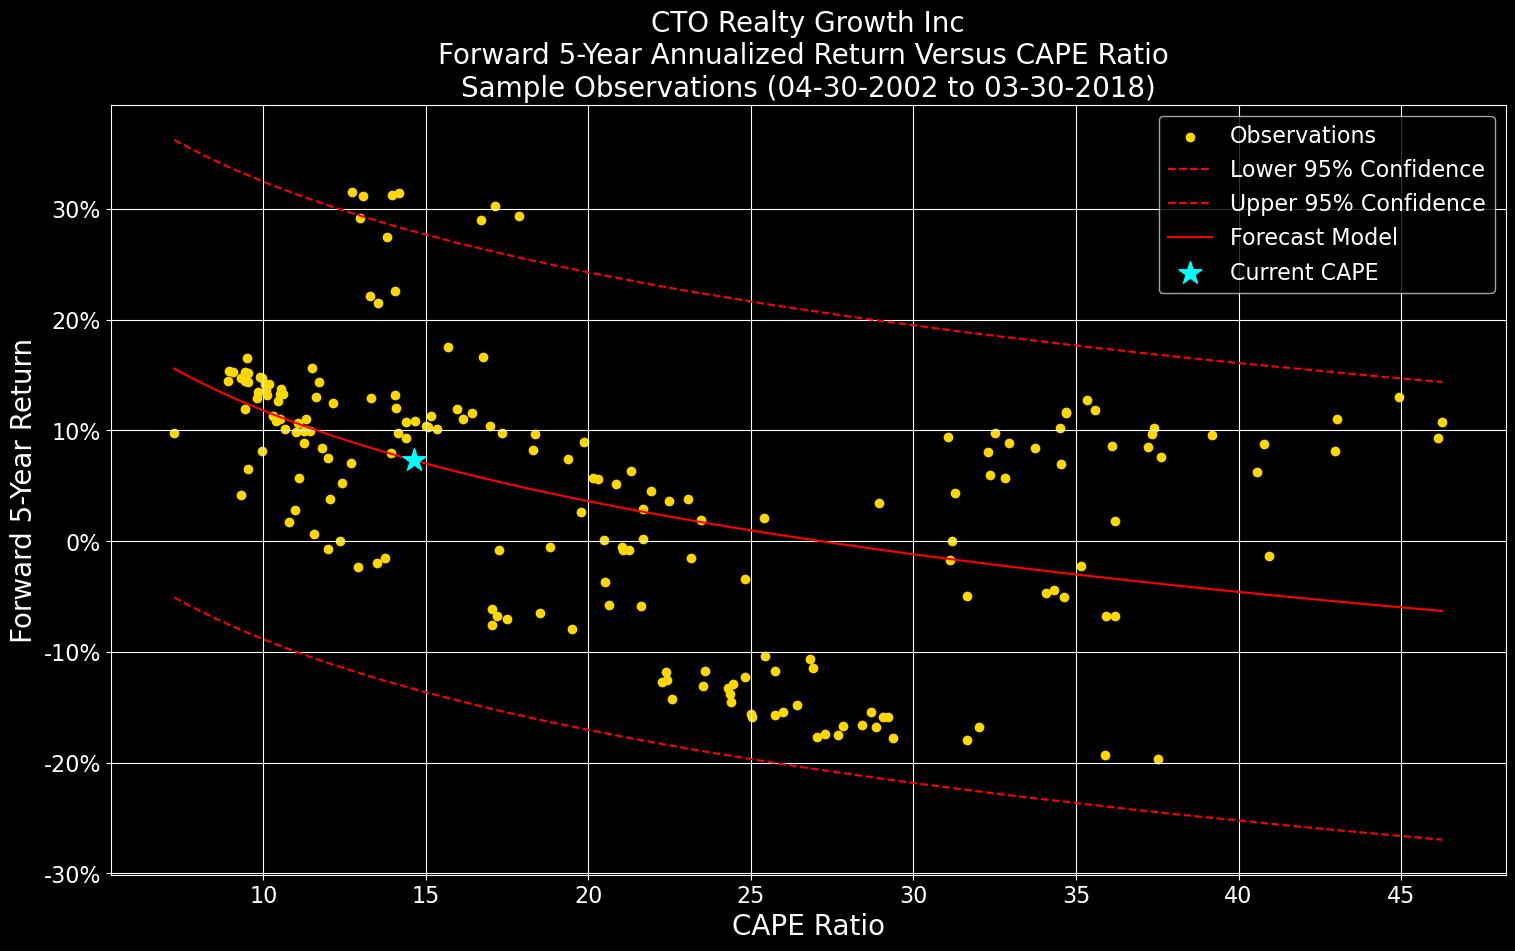 CTO Realty Growth Inc
Forward 5-Year Annualized Return Versus CAPE Ratio
Sample Observations (04-30-2002 to 03-30-2018)
Observations
Lower 95% Confidence
Upper 95% Confidence
Forecast Model
Current CAPE
Forward 5-Year Return
30%
20%
10%
0%
-10%
-20%
-30%
10 15 20 25 30 35 40 45
CAPE Ratio